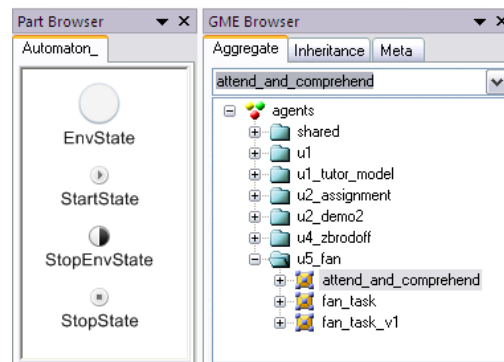 Part Browser
Automaton_
EnvState
StartState
StopEnvState
StopState
GME Browser
Aggregate Inheritance Meta
attend_and_comprehend
agents
shared
u1
u1_tutor_model
u2_assignment
u2_demo2
u4_zbrodoff
u5_fan
attend_and_comprehend
fan_task
fan_task_v1